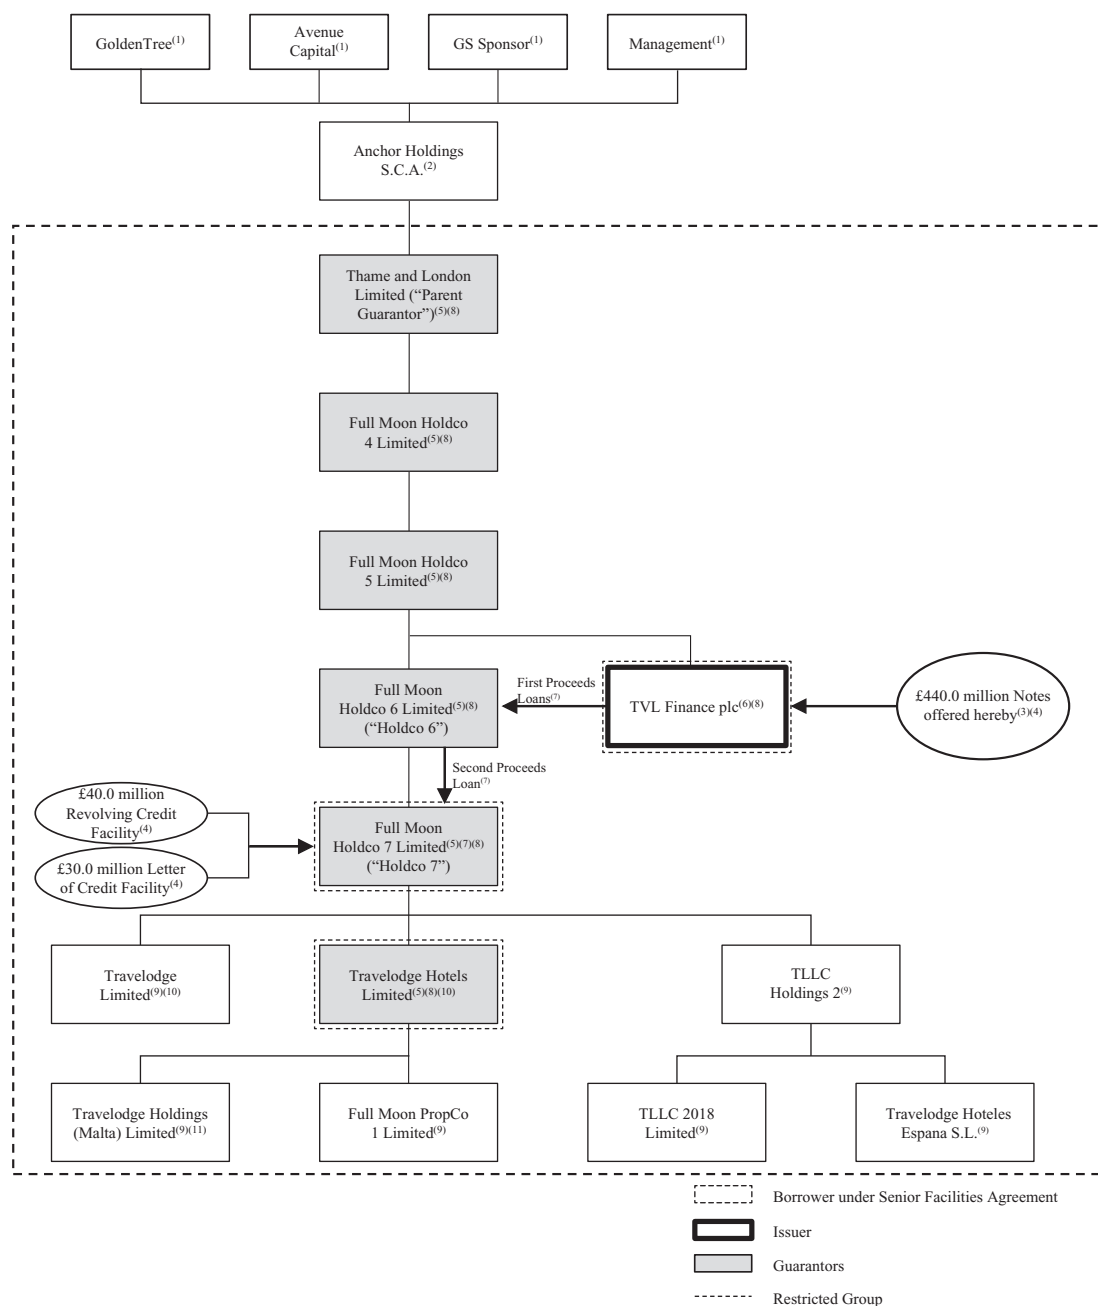 GoldenTree(1)
Avenue
Capital(1)
GS Sponsor(1)
Management(1)
Anchor Holdings
S.C.A.(2)
Thame and London
Limited (“Parent
Guarantor”)(5)(8)
Full Moon Holdco
4 Limited(5)(8)
Full Moon Holdco
5 Limited(5)(8)
Full Moon
Holdco 6 Limited(5)(8)
(“Holdco 6”)
First Proceeds
Loans(7)
TVL Finance plc(6)(8)
£440.0 million Notes
offered hereby(3)(4)
Second Proceeds
Loan(7)
£40.0 million
Revolving Credit
Facility(4)
£30.0 million Letter
of Credit Facility(4)
Full Moon
Holdco 7 Limited(5)(7)(8)
(“Holdco 7”)
Travelodge
Limited(9)(10)
Travelodge Hotels
Limited(5)(8)(10)
TLLC
Holdings 2(9)
Travelodge Holdings
(Malta) Limited(9)(11)
Full Moon PropCo
1 Limited(9)
TLLC 2018
Limited(9)
Travelodge Hoteles
Espana S.L.(9)
Borrower under Senior Facilities Agreement
Issuer
Guarantors
Restricted Group